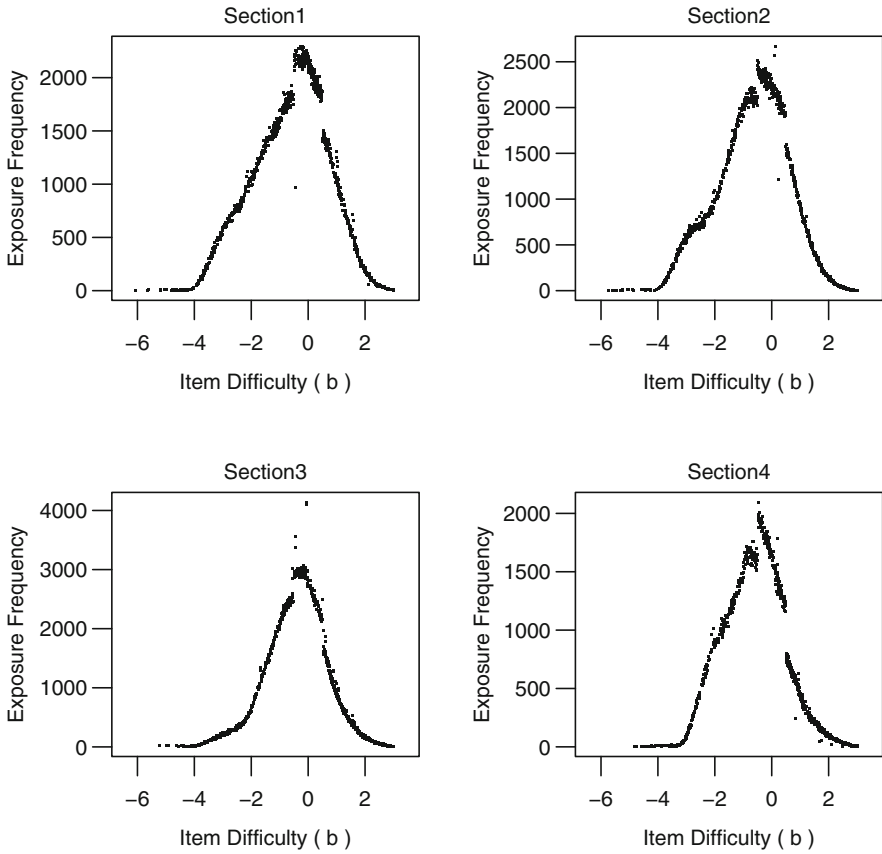 Section1
Exposure Frequency
2000
1500
1000
500
0
−6 −4 −2 0 2
Item Difficulty ( b )
Section2
Exposure Frequency
2500
2000
1500
1000
500
0
−6 −4 −2 0 2
Item Difficulty ( b )
Section3
Exposure Frequency
4000
3000
2000
1000
0
−6 −4 −2 0 2
Item Difficulty ( b )
Section4
Exposure Frequency
2000
1500
1000
500
0
−6 −4 −2 0 2
Item Difficulty ( b )